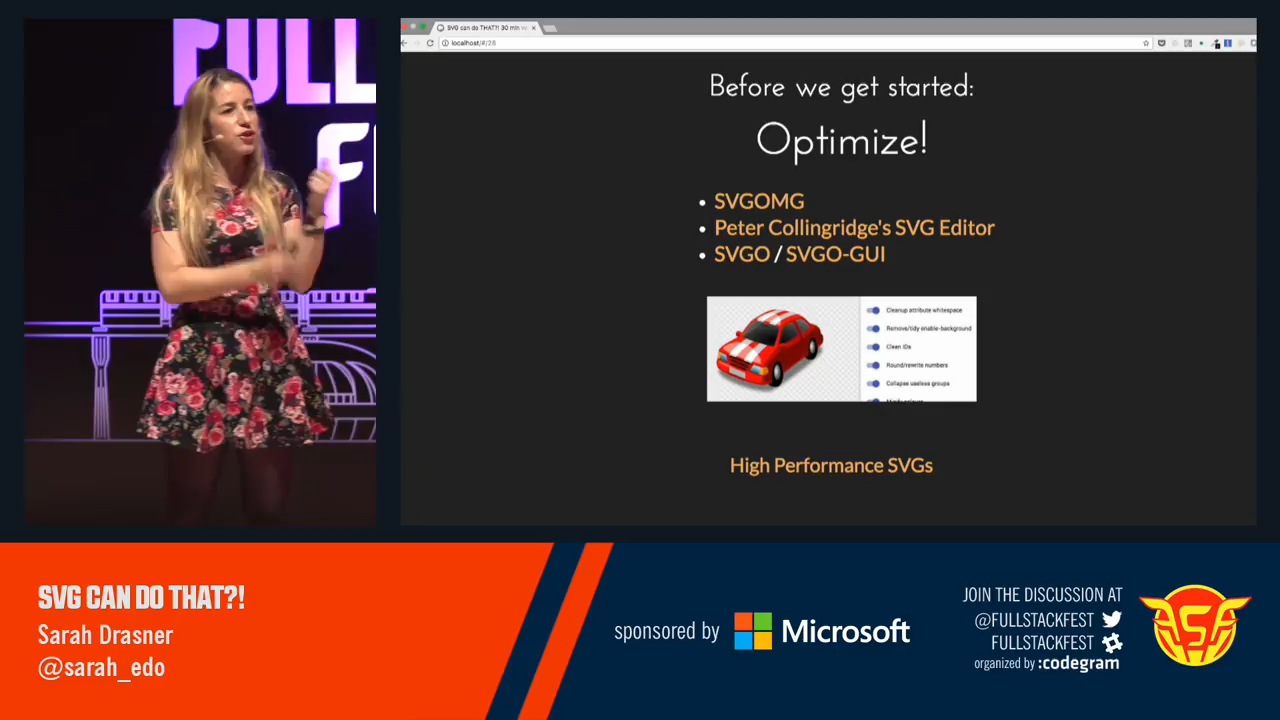 FULL
F
SVG can do THAT?! 30 min w
localhost/#/28
Before we get started:
Optimize!
SVGOMG
Peter Collingridge's SVG Editor
SVGO / SVGO-GUI
Cleanup attribute whitespace
Remove/tidy enable-background
Clean IDs
Round/rewrite numbers
Collapse useless groups
High Performance SVGs
SVG CAN DO THAT?!
Sarah Drasner
@sarah_edo
sponsored by Microsoft
JOIN THE DISCUSSION AT
@FULLSTACKFEST
FULLSTACKFEST
organized by :codegram
FSF